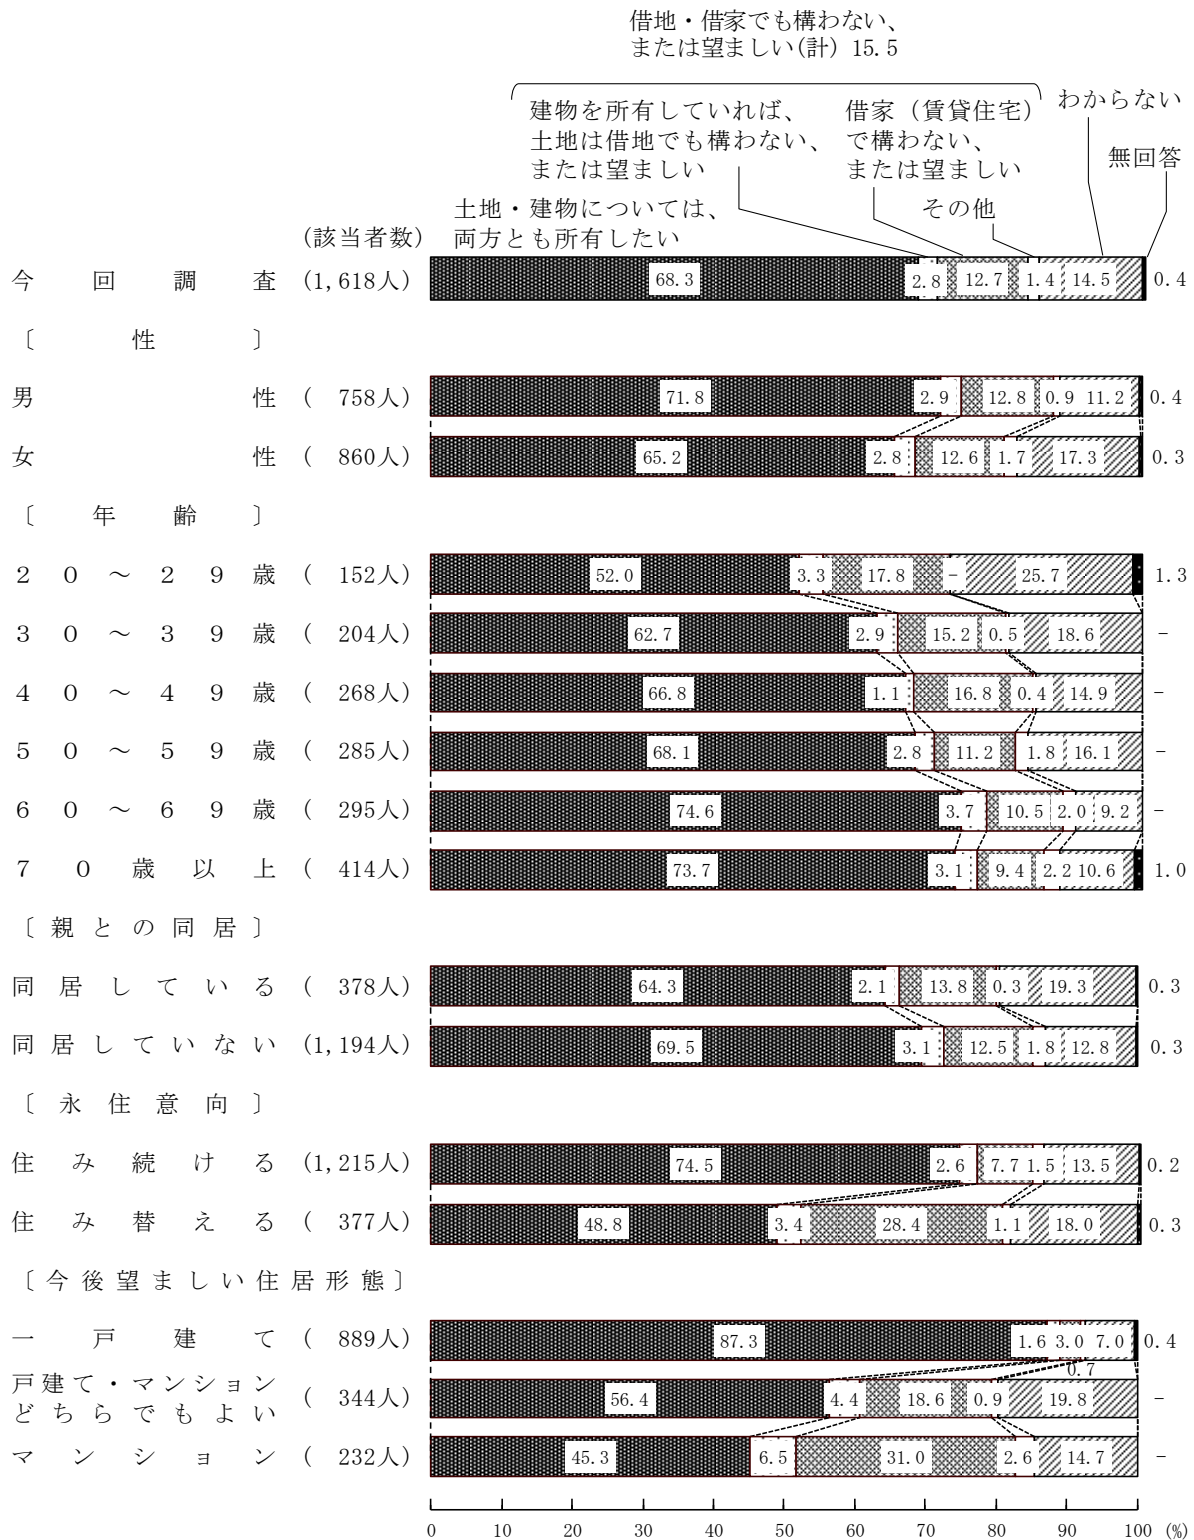 借地・借家でも構わない、
または望ましい(計) 15.5
建物を所有していれば、
土地は借地でも構わない、
または望ましい
借家（賃貸住宅）
で構わない、
または望ましい
わからない
無回答
土地・建物については、
両方とも所有したい
その他
(該当者数)
今回調査 (1,618人) 68.3 2.8 12.7 1.4 14.5 0.4
〔性〕
男性 ( 758人) 71.8 2.9 12.8 0.9 11.2 0.4
女性 ( 860人) 65.2 2.8 12.6 1.7 17.3 0.3
〔年齢〕
２０～２９歳 ( 152人) 52.0 3.3 17.8 - 25.7 1.3
３０～３９歳 ( 204人) 62.7 2.9 15.2 0.5 18.6 -
４０～４９歳 ( 268人) 66.8 1.1 16.8 0.4 14.9 -
５０～５９歳 ( 285人) 68.1 2.8 11.2 1.8 16.1 -
６０～６９歳 ( 295人) 74.6 3.7 10.5 2.0 9.2 -
７０歳以上 ( 414人) 73.7 3.1 9.4 2.2 10.6 1.0
〔親との同居〕
同居している ( 378人) 64.3 2.1 13.8 0.3 19.3 0.3
同居していない (1,194人) 69.5 3.1 12.5 1.8 12.8 0.3
〔永住意向〕
住み続ける (1,215人) 74.5 2.6 7.7 1.5 13.5 0.2
住み替える ( 377人) 48.8 3.4 28.4 1.1 18.0 0.3
〔今後望ましい住居形態〕
一戸建て ( 889人) 87.3 1.6 3.0 7.0 0.4
0.7
戸建て・マンション
どちらでもよい ( 344人) 56.4 4.4 18.6 0.9 19.8 -
マンション ( 232人) 45.3 6.5 31.0 2.6 14.7 -
0 10 20 30 40 50 60 70 80 90 100 (%)